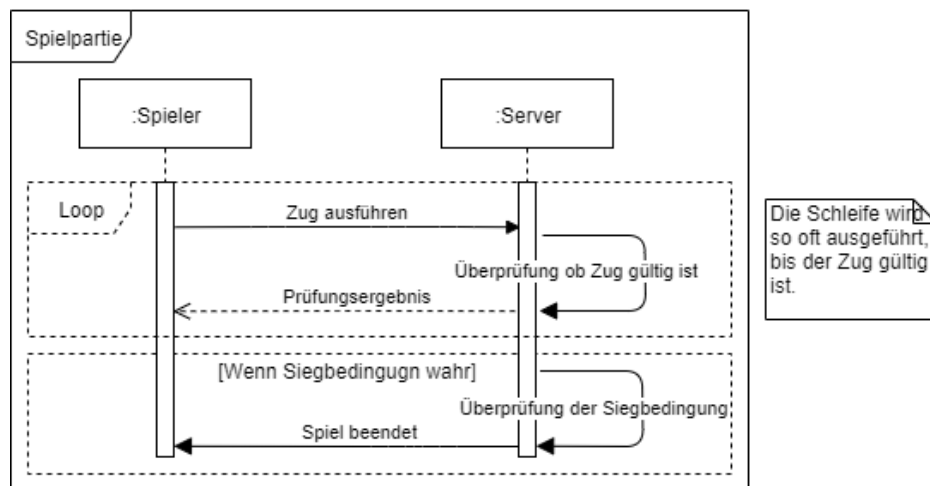 Spielpartie
:Spieler
:Server
Loop
Zug ausführen
Überprüfung ob Zug gültig ist
Prüfungsergebnis
Die Schleife wird
so oft ausgeführt,
bis der Zug gültig
ist.
[Wenn Siegbedingugn wahr]
Überprüfung der Siegbedingung
Spiel beendet